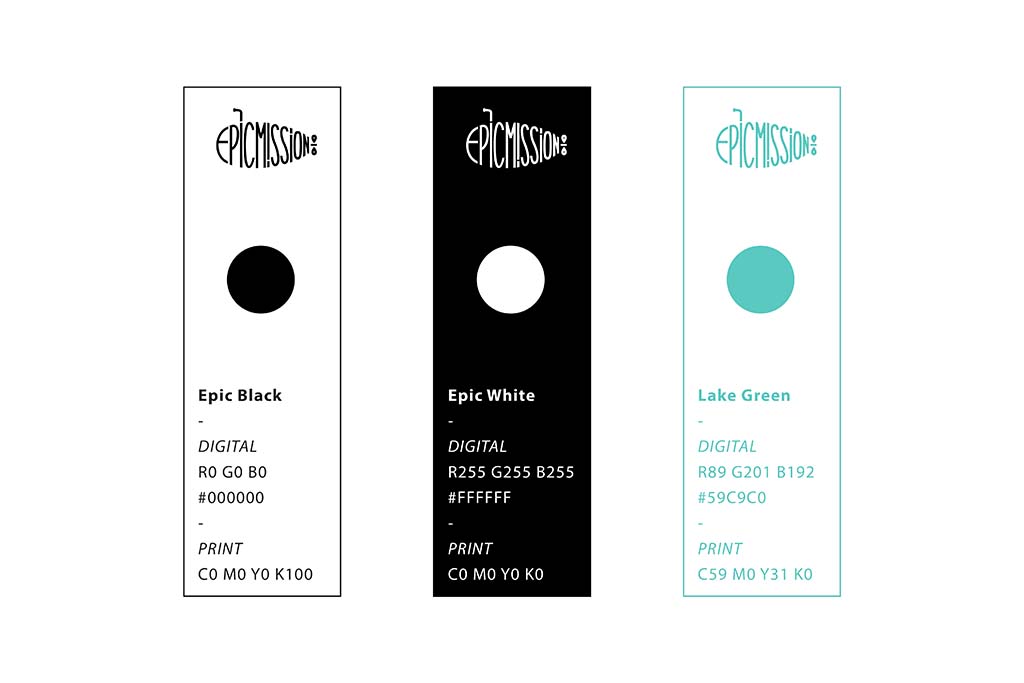 EPICMISSiON
Epic Black
-
DIGITAL
R0 G0 B0
#000000
-
PRINT
C0 M0 Y0 K100
EPICMISSiON
Epic White
-
DIGITAL
R255 G255 B255
#FFFFFF
-
PRINT
C0 M0 Y0 K0
EPICMISSiON
Lake Green
-
DIGITAL
R89 G201 B192
#59C9C0
-
PRINT
C59 M0 Y31 K0